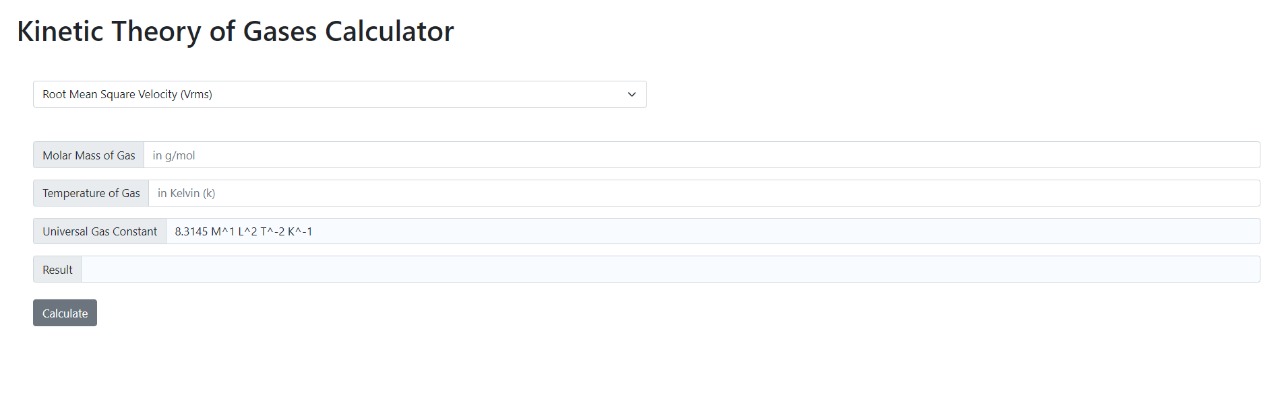 Kinetic Theory of Gases Calculator
Root Mean Square Velocity (Vrms)
Molar Mass of Gas in g/mol
Temperature of Gas in Kelvin (k)
Universal Gas Constant 8.3145 M^1 L^2 T^-2 K^-1
Result
Calculate